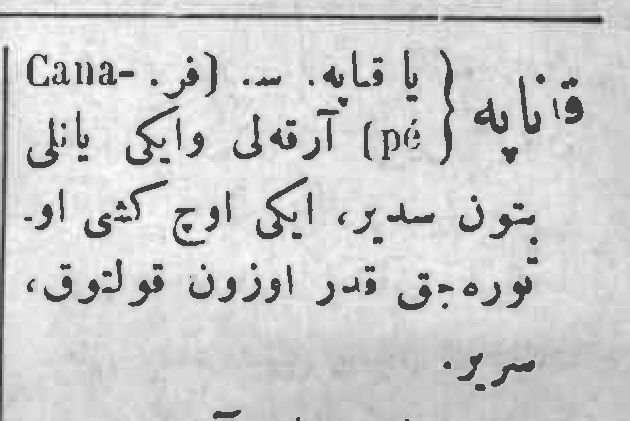 قاناپه { یا قاپه. س. (فر. Cana-
pé) آرقه‌لی وایکی یانلی
بتون سدیر، ایکی اوچ کشی او-
توره‌جق قدر اوزون قولتوق،
سریر.